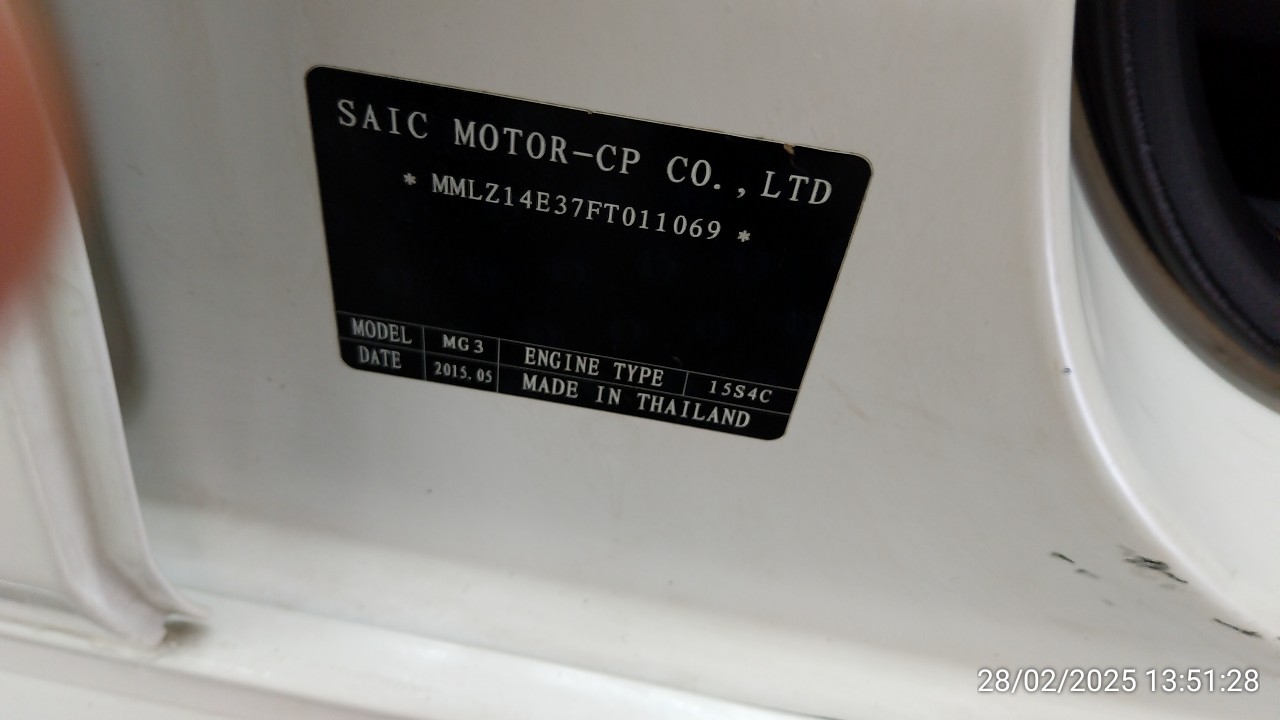 SAIC MOTOR-CP CO.,LTD
* MMLZ14E37FT011069 *
MODEL MG3 ENGINE TYPE 15S4C
DATE 2015.05 MADE IN THAILAND
28/02/2025 13:51:28